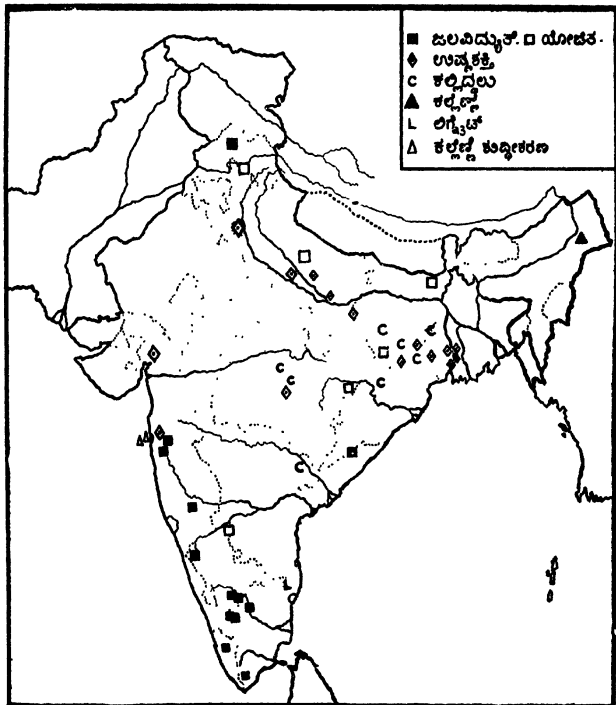 ■ ಜಲವಿದ್ಯುತ್. □ ಯೋಜಿತ.
◆ ಉಷ್ಣಶಕ್ತಿ
C ಕಲ್ಲಿದ್ದಲು
▲ ಕಲ್ಲೆಣ್ಣೆ
L ಲಿಗ್ನೈಟ್
△ ಕಲ್ಲೆಣ್ಣೆ ಶುದ್ಧೀಕರಣ
C
C
C
C
C
C
C
C
L